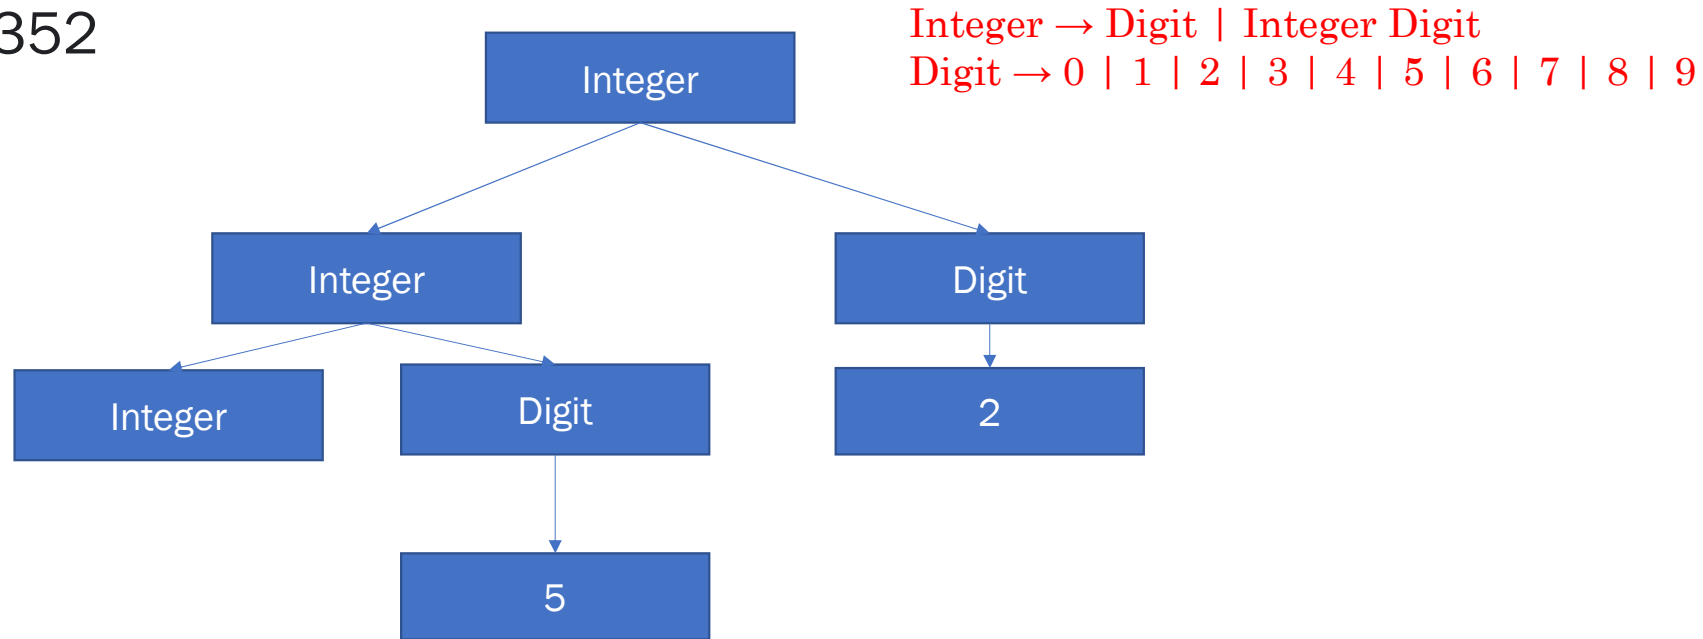 352
Integer → Digit | Integer Digit
Digit → 0 | 1 | 2 | 3 | 4 | 5 | 6 | 7 | 8 | 9
Integer
Integer
Digit
Integer
Digit
2
5